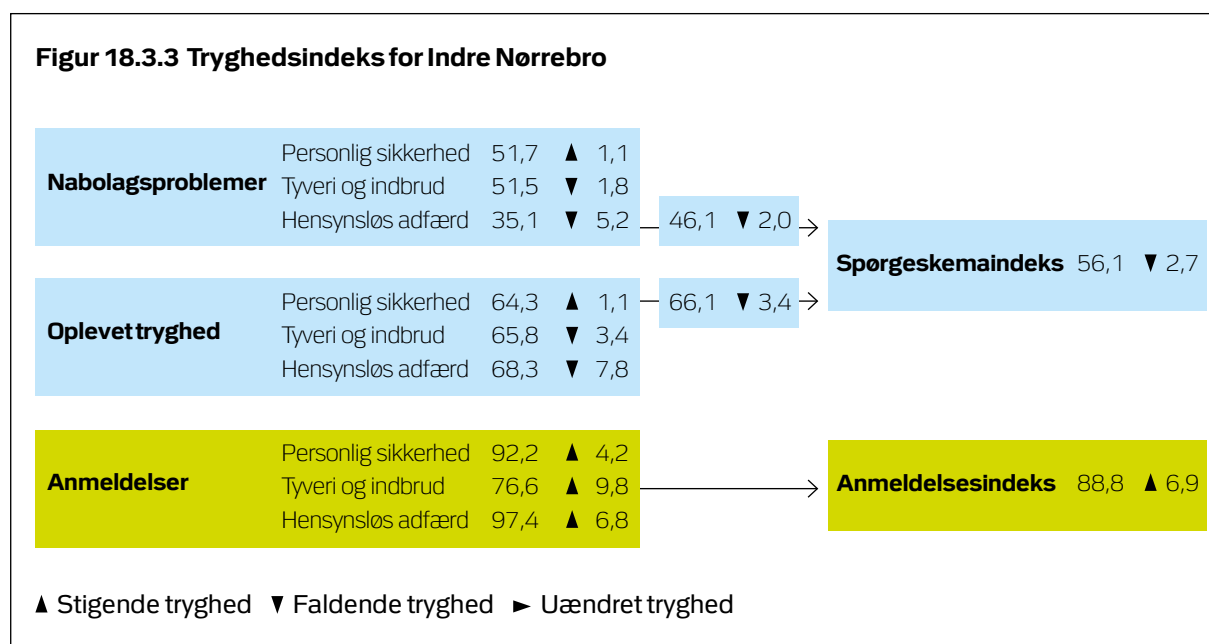 Figur 18.3.3 Tryghedsindeks for Indre Nørrebro
Nabolagsproblemer
Personlig sikkerhed 51,7 ▲ 1,1
Tyveri og indbrud 51,5 ▼ 1,8
Hensynsløs adfærd 35,1 ▼ 5,2
46,1 ▼ 2,0
Oplevet tryghed
Personlig sikkerhed 64,3 ▲ 1,1
Tyveri og indbrud 65,8 ▼ 3,4
Hensynsløs adfærd 68,3 ▼ 7,8
66,1 ▼ 3,4
Spørgeskemaindeks 56,1 ▼ 2,7
Anmeldelser
Personlig sikkerhed 92,2 ▲ 4,2
Tyveri og indbrud 76,6 ▲ 9,8
Hensynsløs adfærd 97,4 ▲ 6,8
Anmeldelsesindeks 88,8 ▲ 6,9
▲ Stigende tryghed ▼ Faldende tryghed ► Uændret tryghed